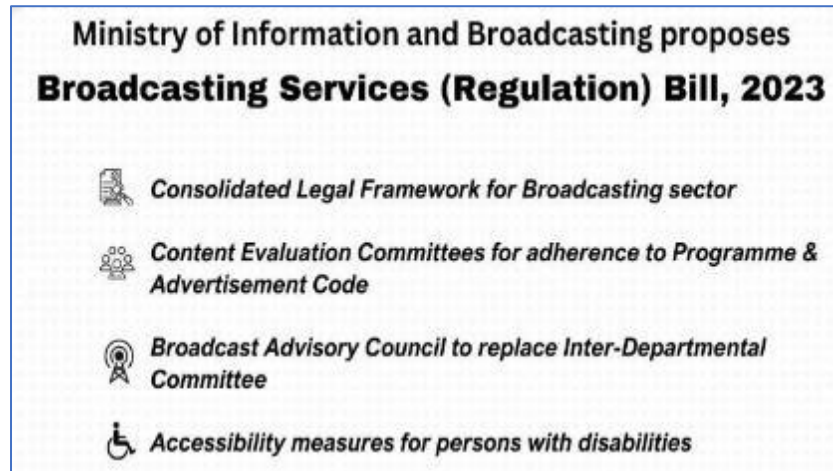 Ministry of Information and Broadcasting proposes
Broadcasting Services (Regulation) Bill, 2023
Consolidated Legal Framework for Broadcasting sector
Content Evaluation Committees for adherence to Programme &
Advertisement Code
Broadcast Advisory Council to replace Inter-Departmental
Committee
Accessibility measures for persons with disabilities